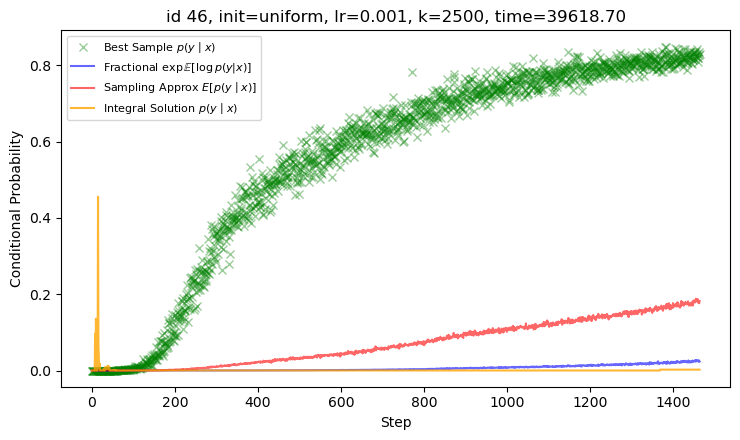 id 46, init=uniform, lr=0.001, k=2500, time=39618.70
Best Sample p(y | x)
Fractional exp𝔼[log p(y|x)]
Sampling Approx E[p(y | x)]
Integral Solution p(y | x)
Conditional Probability
0.8
0.6
0.4
0.2
0.0
0 200 400 600 800 1000 1200 1400
Step